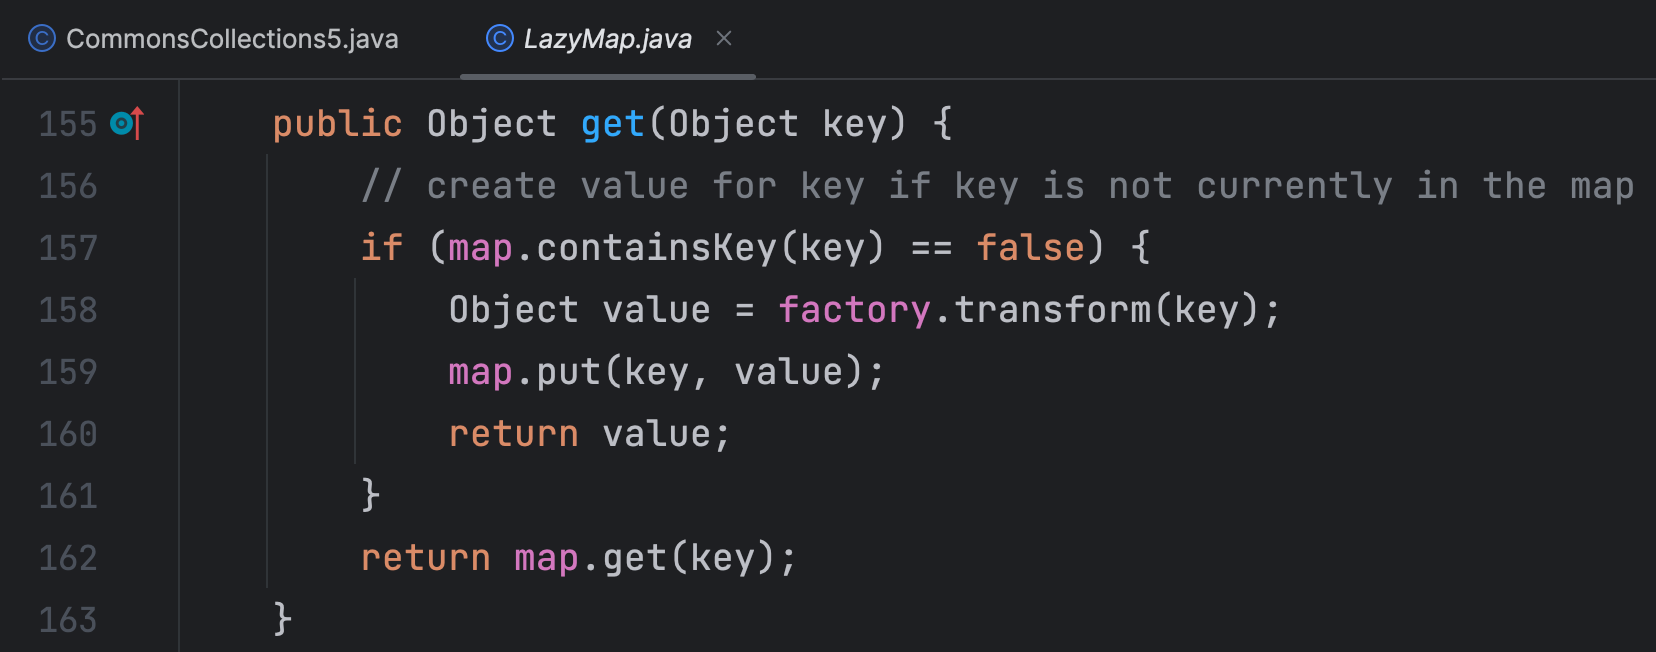 CommonsCollections5.java LazyMap.java
155 public Object get(Object key) {
156 // create value for key if key is not currently in the map
157 if (map.containsKey(key) == false) {
158 Object value = factory.transform(key);
159 map.put(key, value);
160 return value;
161 }
162 return map.get(key);
163 }